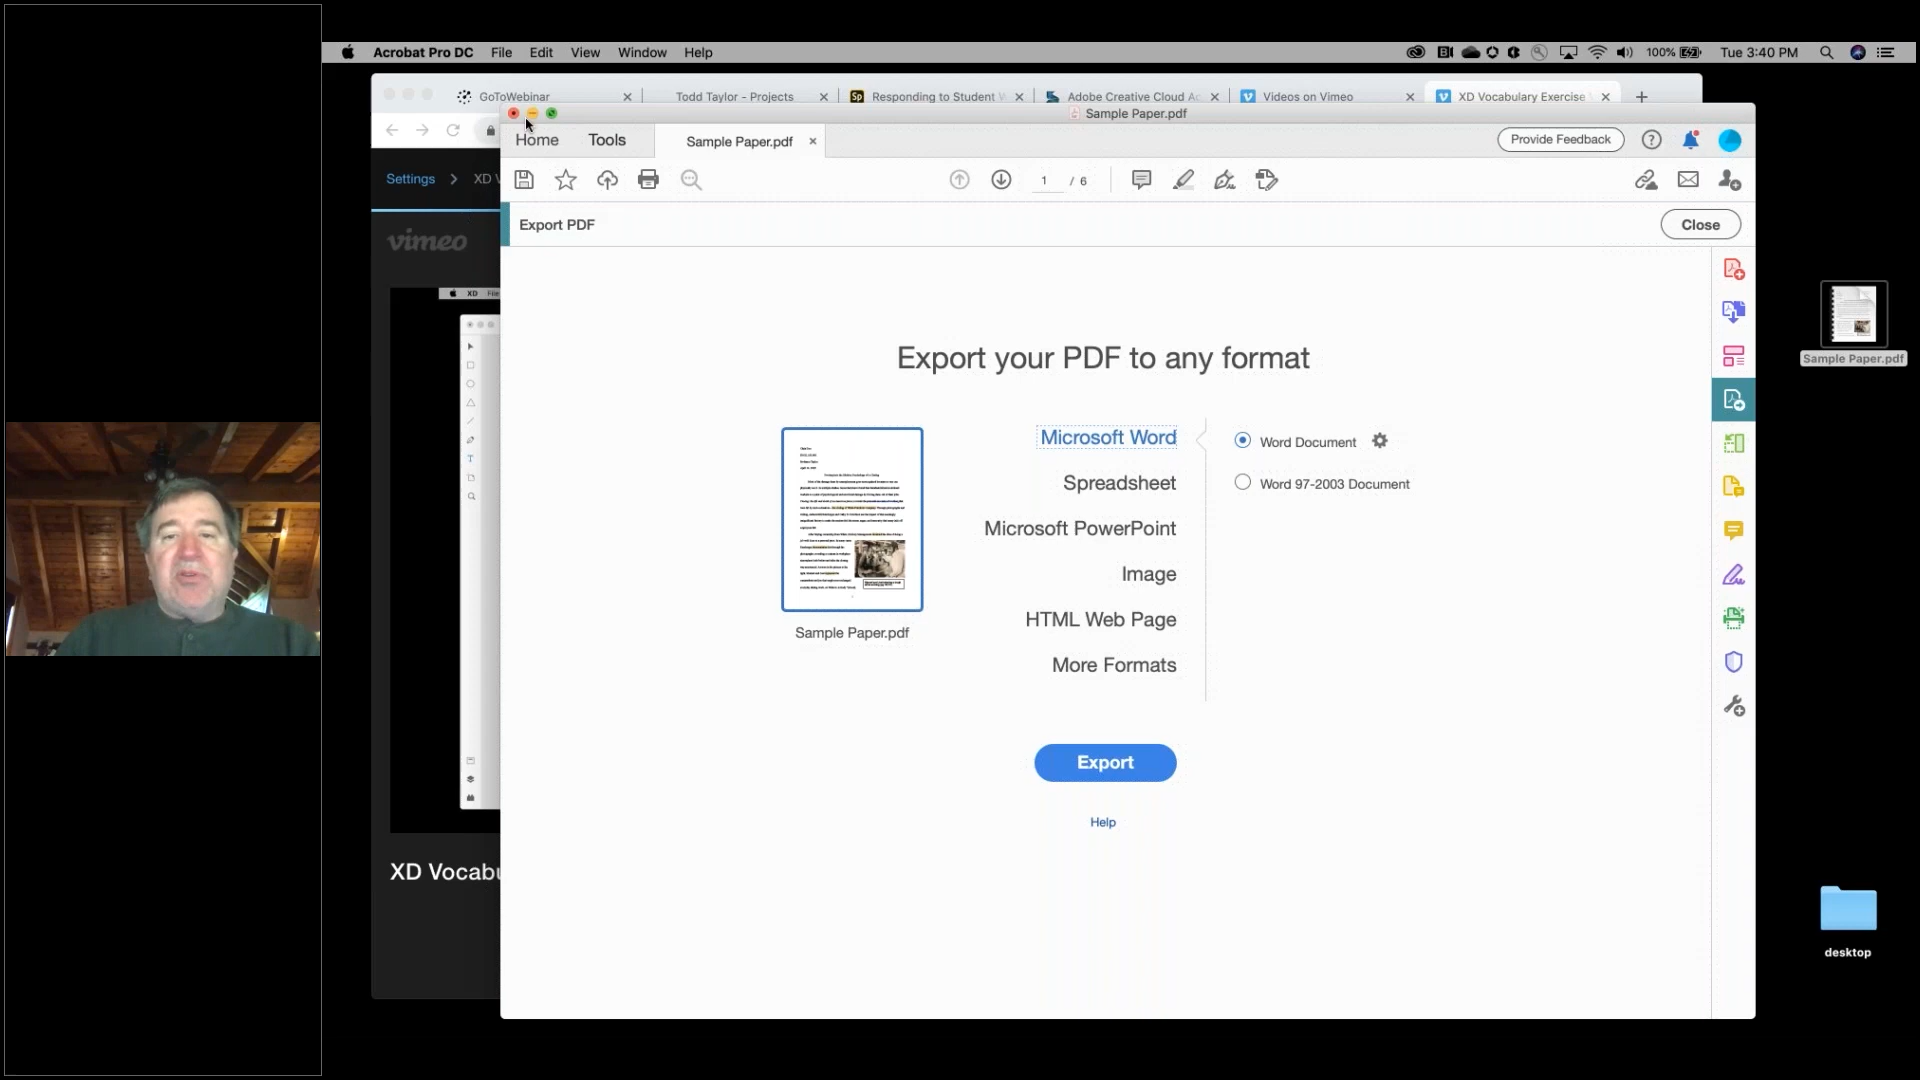 Acrobat Pro DC File Edit View Window Help 100% Tue 3:40 PM
GoToWebinar Todd Taylor - Projects Responding to Student W Adobe Creative Cloud Ac Videos on Vimeo XD Vocabulary Exercise
Sample Paper.pdf
Home Tools Sample Paper.pdf Provide Feedback
1 / 6
Settings XD V
Export PDF Close
vimeo
XD File
Export your PDF to any format
Sample Paper.pdf
Microsoft Word
Word Document
Spreadsheet
Word 97-2003 Document
Microsoft PowerPoint
Image
HTML Web Page
Sample Paper.pdf
More Formats
Export
Help
XD Vocabu
desktop